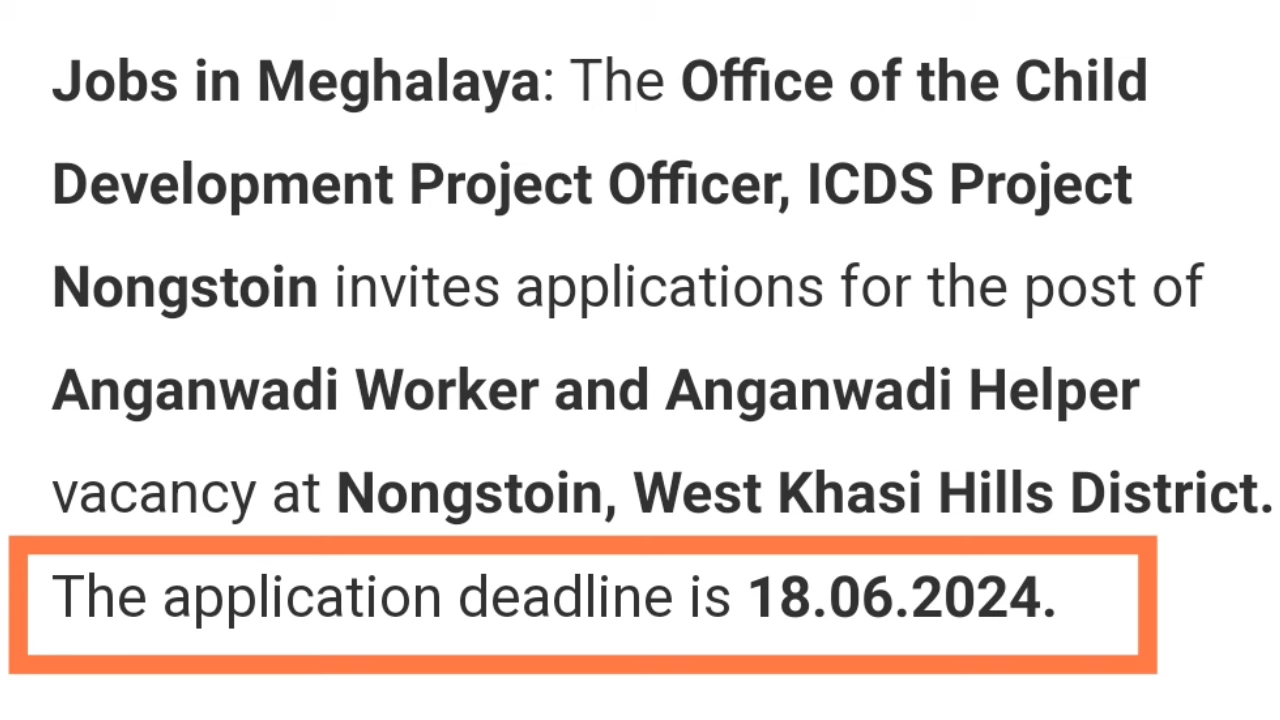 Jobs in Meghalaya: The Office of the Child
Development Project Officer, ICDS Project
Nongstoin invites applications for the post of
Anganwadi Worker and Anganwadi Helper
vacancy at Nongstoin, West Khasi Hills District.
The application deadline is 18.06.2024.